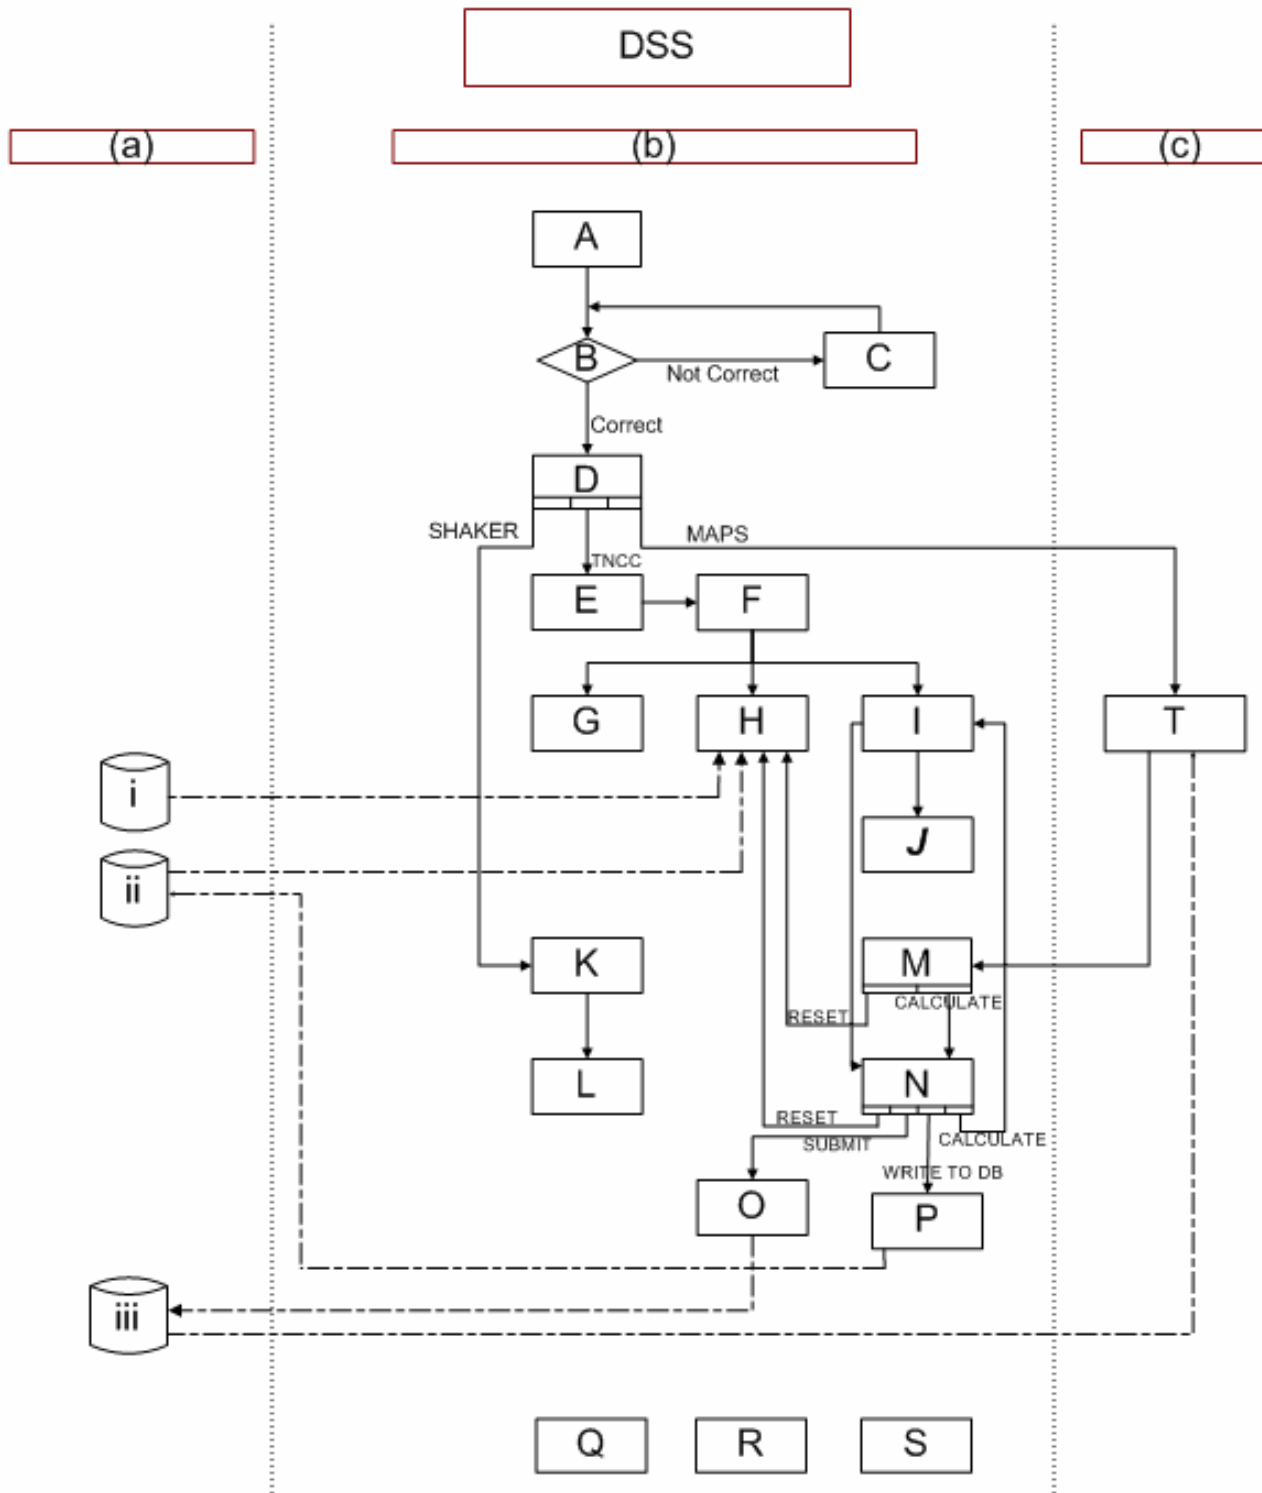 DSS
(a)
(b)
(c)
A
B
Not Correct
C
Correct
D
SHAKER
MAPS
TNCC
E
F
G
H
I
T
i
J
ii
K
M
CALCULATE
RESET
L
N
RESET
SUBMIT
CALCULATE
WRITE TO DB
O
P
iii
Q
R
S